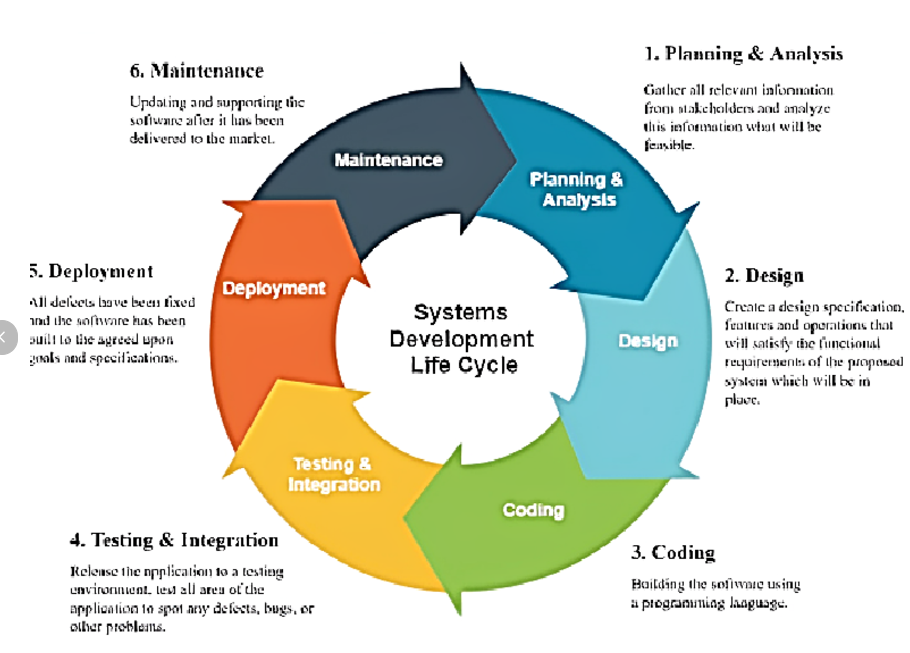 1. Planning & Analysis
Gather all relevant information
from stakeholders and analyze
this information what will be
feasible.
2. Design
Create a design specification,
features and operations that
will satisfy the functional
requirements of the proposed
system which will be in
place.
3. Coding
Building the software using
a programming language.
4. Testing & Integration
Release the application to a testing
environment, test all area of the
application to spot any defects, bugs, or
other problems.
5. Deployment
All defects have been fixed
and the software has been
built to the agreed upon
goals and specifications.
6. Maintenance
Updating and supporting the
software after it has been
delivered to the market.
Maintenance
Planning &
Analysis
Design
Coding
Testing &
Integration
Deployment
Systems
Development
Life Cycle